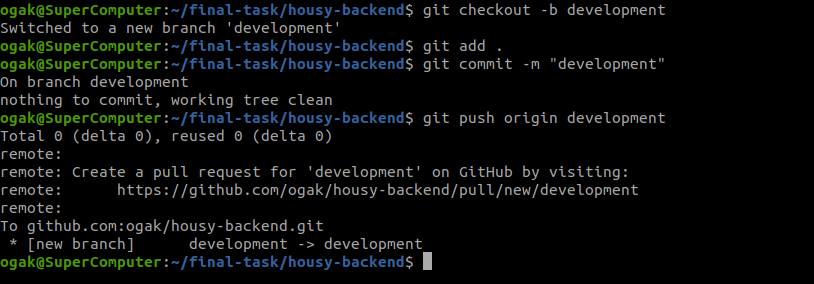 ogak@SuperComputer:~/final-task/housy-backend$ git checkout -b development
Switched to a new branch 'development'
ogak@SuperComputer:~/final-task/housy-backend$ git add .
ogak@SuperComputer:~/final-task/housy-backend$ git commit -m "development"
On branch development
nothing to commit, working tree clean
ogak@SuperComputer:~/final-task/housy-backend$ git push origin development
Total 0 (delta 0), reused 0 (delta 0)
remote:
remote: Create a pull request for 'development' on GitHub by visiting:
remote:      https://github.com/ogak/housy-backend/pull/new/development
remote:
To github.com:ogak/housy-backend.git
 * [new branch]      development -> development
ogak@SuperComputer:~/final-task/housy-backend$